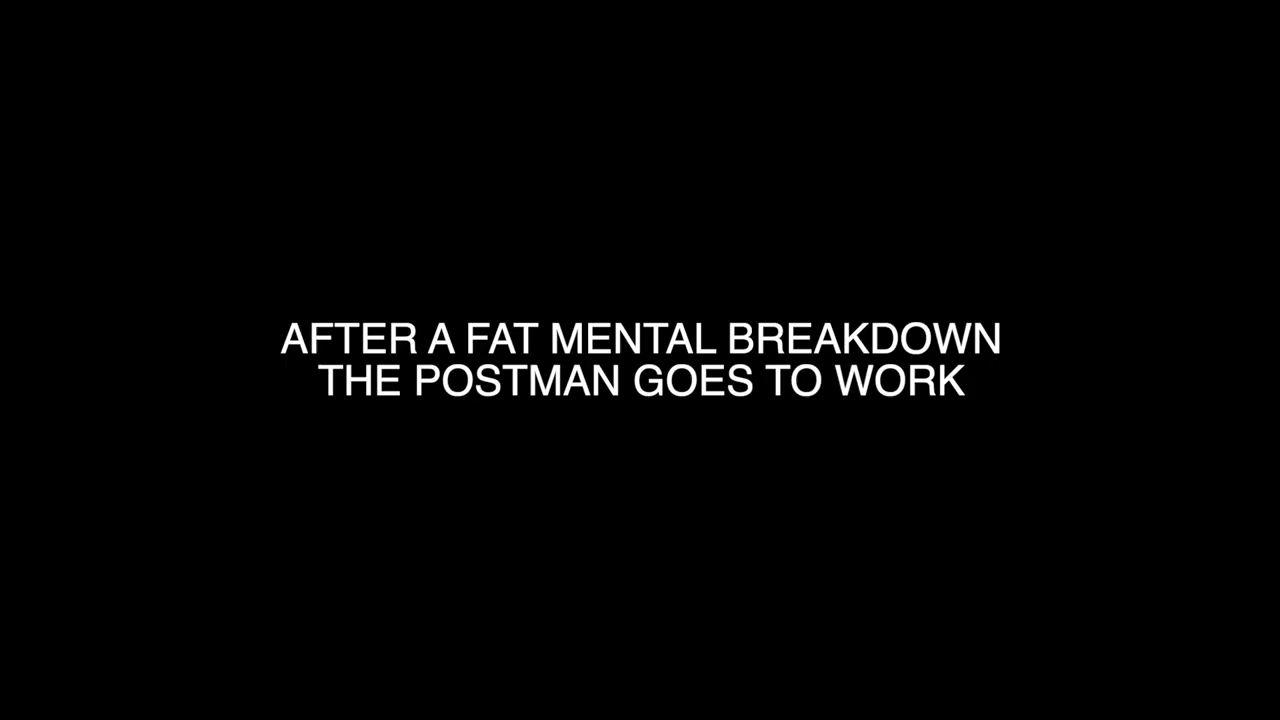 AFTER A FAT MENTAL BREAKDOWN
THE POSTMAN GOES TO WORK